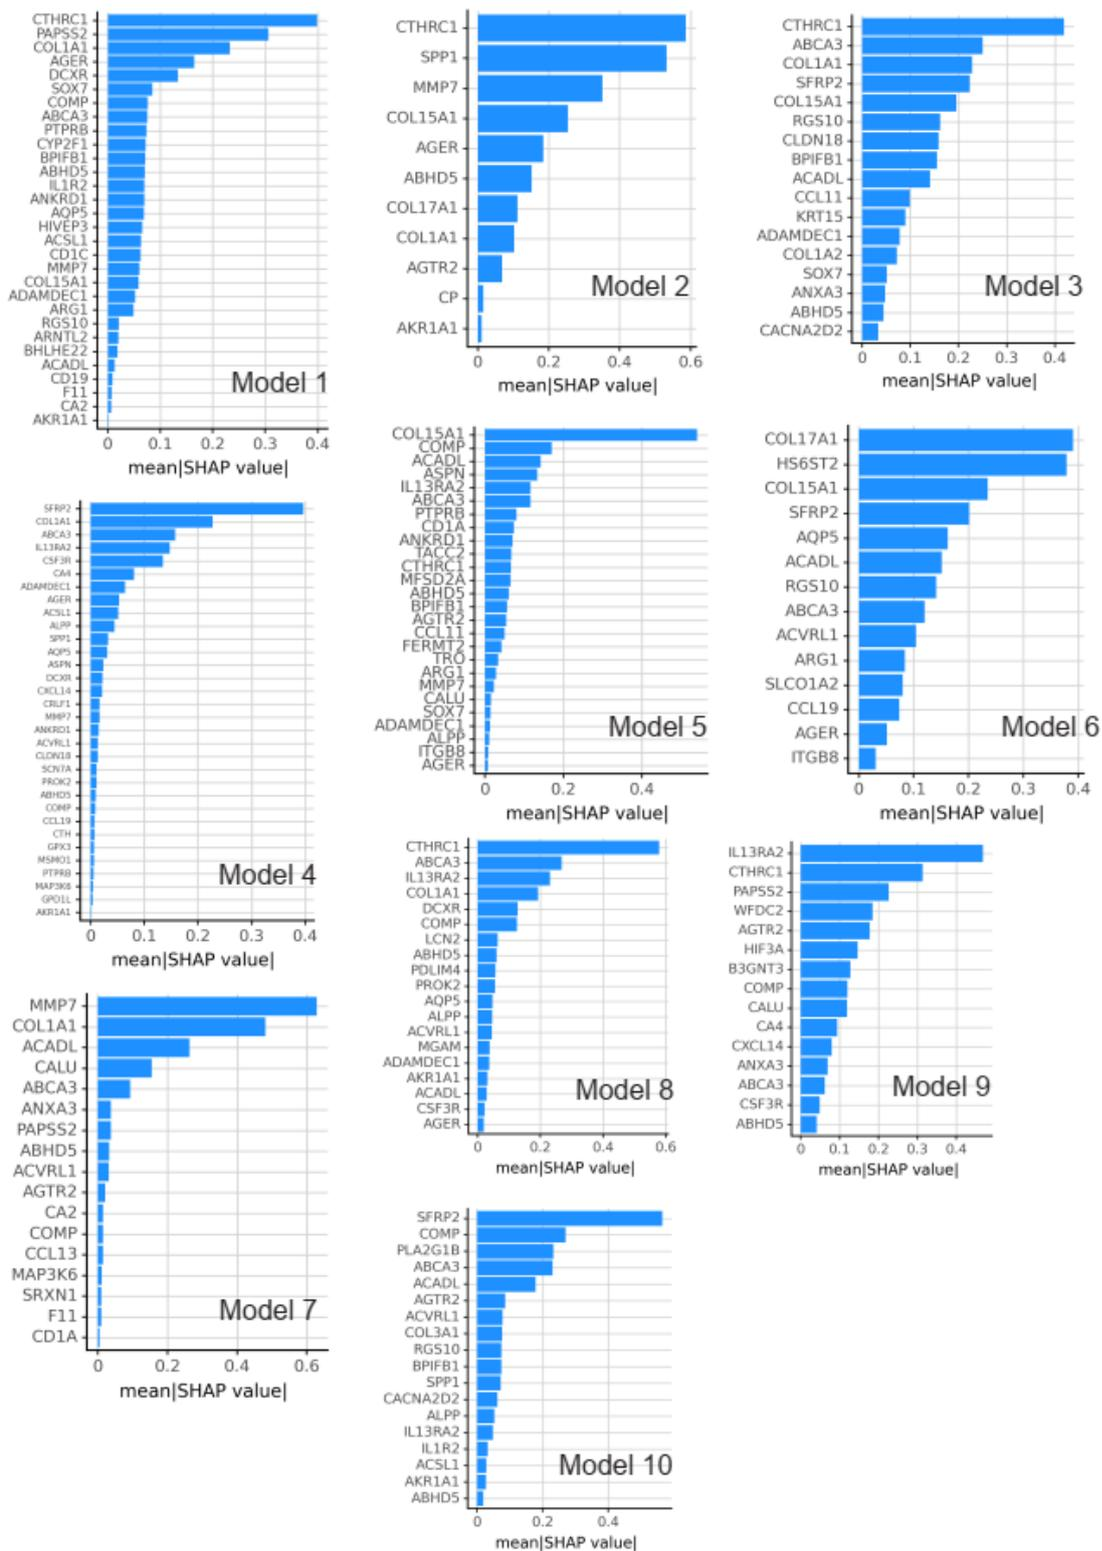 CTHRC1
PAPSS2
COL1A1
AGER
DCXR
SOX7
COMP
ABCA3
PTPRB
CYP2F1
BPIFB1
ABHD5
IL1R2
ANKRD1
AQP5
HIVEP3
ACSL1
CD1C
MMP7
COL15A1
ADAMDEC1
ARG1
RGS10
ARNTL2
BHLHE22
ACADL
CD19
F11
CA2
AKR1A1
Model 1
0 0.1 0.2 0.3 0.4
mean|SHAP value|
CTHRC1
SPP1
MMP7
COL15A1
AGER
ABHD5
COL17A1
COL1A1
AGTR2
CP
AKR1A1
Model 2
0 0.2 0.4 0.6
mean|SHAP value|
CTHRC1
ABCA3
COL1A1
SFRP2
COL15A1
RGS10
CLDN18
BPIFB1
ACADL
CCL11
KRT15
ADAMDEC1
COL1A2
SOX7
ANXA3
ABHD5
CACNA2D2
Model 3
0 0.1 0.2 0.3 0.4
mean|SHAP value|
SFRP2
COL1A1
ABCA3
IL13RA2
CSF3R
CA4
ADAMDEC1
AGER
ACSL1
ALPP
SPP1
AQP5
ASPN
DCXR
CXCL14
CRLF1
MMP7
ANKRD1
ACVRL1
CLDN18
SCN7A
PROK2
ABHD5
COMP
CCL19
CTH
GPX3
MSMO1
PTPRB
MAP3K6
GPD1L
AKR1A1
Model 4
0 0.1 0.2 0.3 0.4
mean|SHAP value|
COL15A1
COMP
ACADL
ASPN
IL13RA2
ABCA3
PTPRB
CD1A
ANKRD1
TACC2
CTHRC1
MFSD2A
ABHD5
BPIFB1
AGTR2
CCL11
FERMT2
TRO
ARG1
MMP7
CALU
SOX7
ADAMDEC1
ALPP
ITGB8
AGER
Model 5
0 0.2 0.4
mean|SHAP value|
COL17A1
HS6ST2
COL15A1
SFRP2
AQP5
ACADL
RGS10
ABCA3
ACVRL1
ARG1
SLCO1A2
CCL19
AGER
ITGB8
Model 6
0 0.1 0.2 0.3 0.4
mean|SHAP value|
MMP7
COL1A1
ACADL
CALU
ABCA3
ANXA3
PAPSS2
ABHD5
ACVRL1
AGTR2
CA2
COMP
CCL13
MAP3K6
SRXN1
F11
CD1A
Model 7
0 0.2 0.4 0.6
mean|SHAP value|
CTHRC1
ABCA3
IL13RA2
COL1A1
DCXR
COMP
LCN2
ABHD5
PDLIM4
PROK2
AQP5
ALPP
ACVRL1
MGAM
ADAMDEC1
AKR1A1
ACADL
CSF3R
AGER
Model 8
0 0.2 0.4 0.6
mean|SHAP value|
IL13RA2
CTHRC1
PAPSS2
WFDC2
AGTR2
HIF3A
B3GNT3
COMP
CALU
CA4
CXCL14
ANXA3
ABCA3
CSF3R
ABHD5
Model 9
0 0.1 0.2 0.3 0.4
mean|SHAP value|
SFRP2
COMP
PLA2G1B
ABCA3
ACADL
AGTR2
ACVRL1
COL3A1
RGS10
BPIFB1
SPP1
CACNA2D2
ALPP
IL13RA2
IL1R2
ACSL1
AKR1A1
ABHD5
Model 10
0 0.2 0.4
mean|SHAP value|